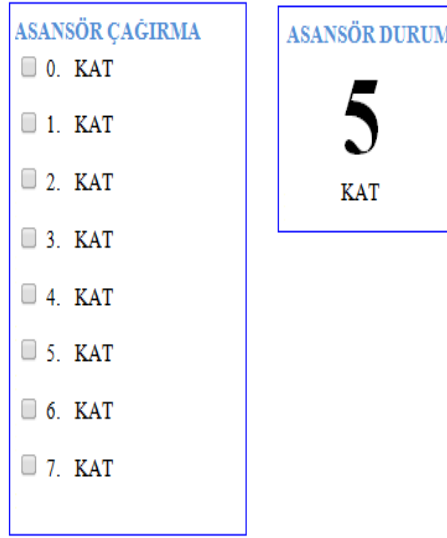 ASANSÖR ÇAĞIRMA
0. KAT
1. KAT
2. KAT
3. KAT
4. KAT
5. KAT
6. KAT
7. KAT
ASANSÖR DURUM
5
KAT